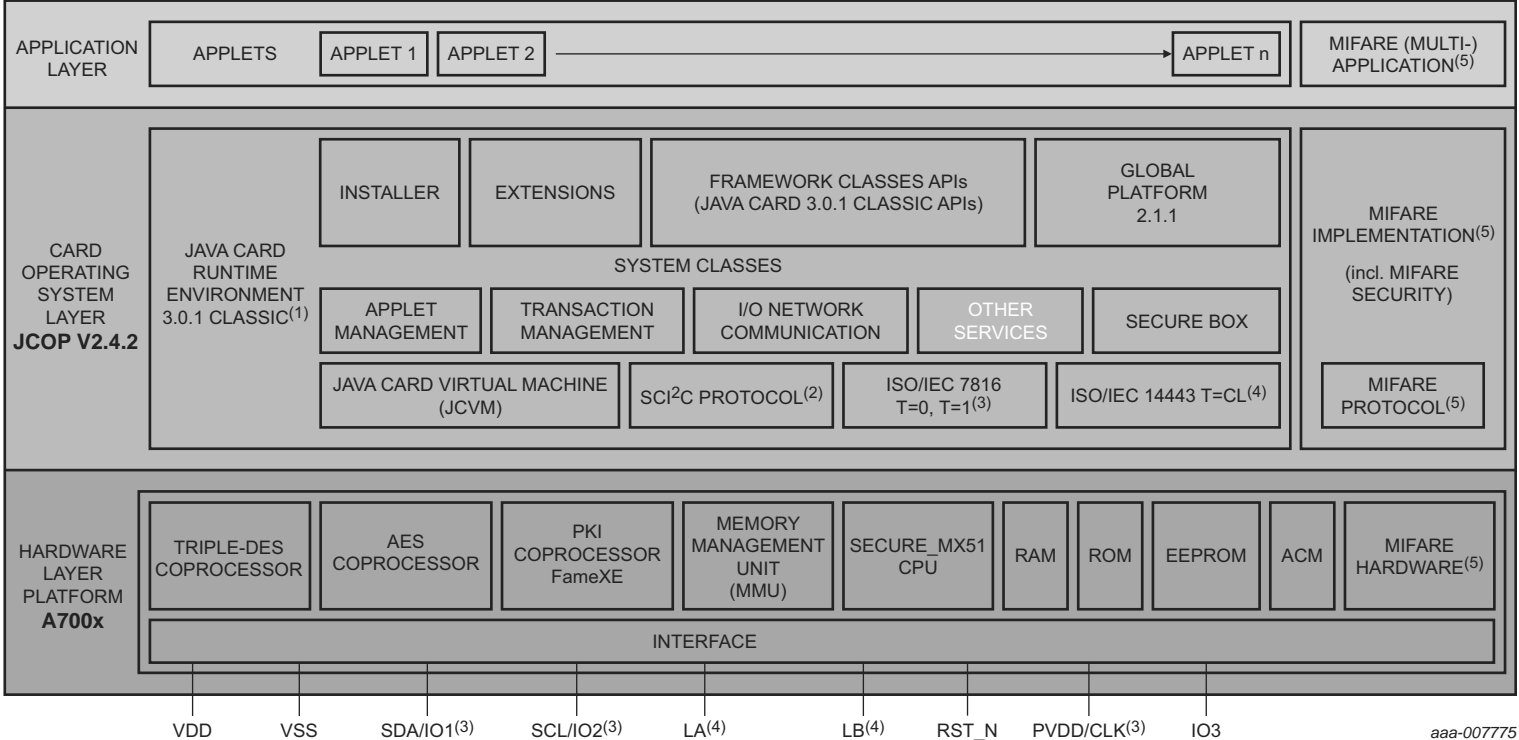 APPLICATION
LAYER
APPLETS
APPLET 1
APPLET 2
APPLET n
MIFARE (MULTI-)
APPLICATION(5)
CARD
OPERATING
SYSTEM
LAYER
JCOP V2.4.2
JAVA CARD
RUNTIME
ENVIRONMENT
3.0.1 CLASSIC(1)
INSTALLER
EXTENSIONS
FRAMEWORK CLASSES APIs
(JAVA CARD 3.0.1 CLASSIC APIs)
GLOBAL
PLATFORM
2.1.1
SYSTEM CLASSES
APPLET
MANAGEMENT
TRANSACTION
MANAGEMENT
I/O NETWORK
COMMUNICATION
OTHER
SERVICES
SECURE BOX
JAVA CARD VIRTUAL MACHINE
(JCVM)
SCI2C PROTOCOL(2)
ISO/IEC 7816
T=0, T=1(3)
ISO/IEC 14443 T=CL(4)
MIFARE
IMPLEMENTATION(5)
(incl. MIFARE
SECURITY)
MIFARE
PROTOCOL(5)
HARDWARE
LAYER
PLATFORM
A700x
TRIPLE-DES
COPROCESSOR
AES
COPROCESSOR
PKI
COPROCESSOR
FameXE
MEMORY
MANAGEMENT
UNIT
(MMU)
SECURE_MX51
CPU
RAM
ROM
EEPROM
ACM
MIFARE
HARDWARE(5)
INTERFACE
VDD
VSS
SDA/IO1(3)
SCL/IO2(3)
LA(4)
LB(4)
RST_N
PVDD/CLK(3)
IO3
aaa-007775